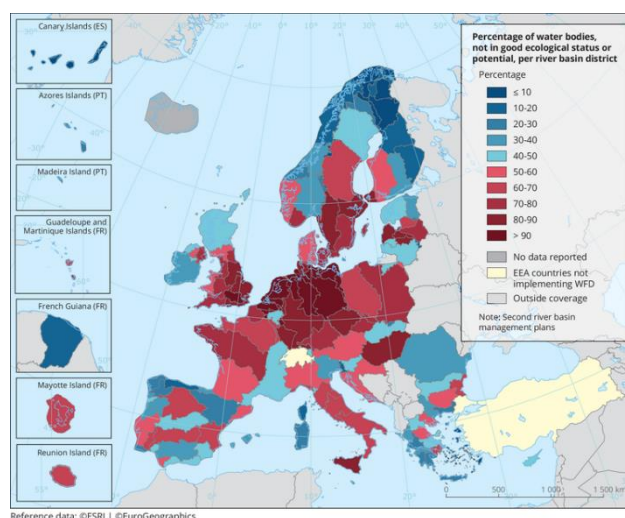 Canary Islands (ES)
Azores Islands (PT)
Madeira Island (PT)
Guadeloupe and
Martinique Islands (FR)
French Guiana (FR)
Mayotte Island (FR)
Reunion Island (FR)
Percentage of water bodies,
not in good ecological status or
potential, per river basin district
Percentage
≤ 10
10-20
20-30
30-40
40-50
50-60
60-70
70-80
80-90
> 90
No data reported
EEA countries not
implementing WFD
Outside coverage
Note: Second river basin
management plans
0 500 1 000 1 500 km
Reference data: ©ESRI | ©EuroGeographics